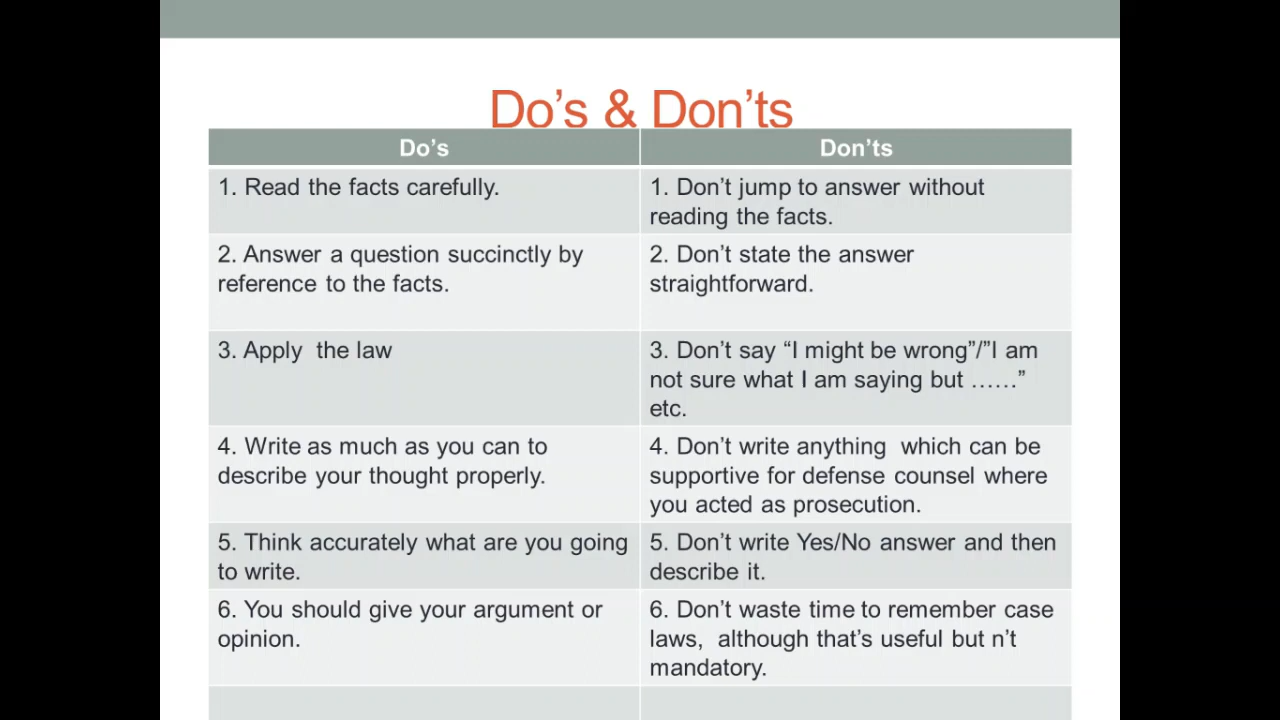 Do’s & Don’ts
Do’s
Don’ts
1. Read the facts carefully.
1. Don’t jump to answer without
reading the facts.
2. Answer a question succinctly by
reference to the facts.
2. Don’t state the answer
straightforward.
3. Apply  the law
3. Don’t say “I might be wrong”/”I am
not sure what I am saying but ……”
etc.
4. Write as much as you can to
describe your thought properly.
4. Don’t write anything  which can be
supportive for defense counsel where
you acted as prosecution.
5. Think accurately what are you going
to write.
5. Don’t write Yes/No answer and then
describe it.
6. You should give your argument or
opinion.
6. Don’t waste time to remember case
laws,  although that’s useful but n’t
mandatory.